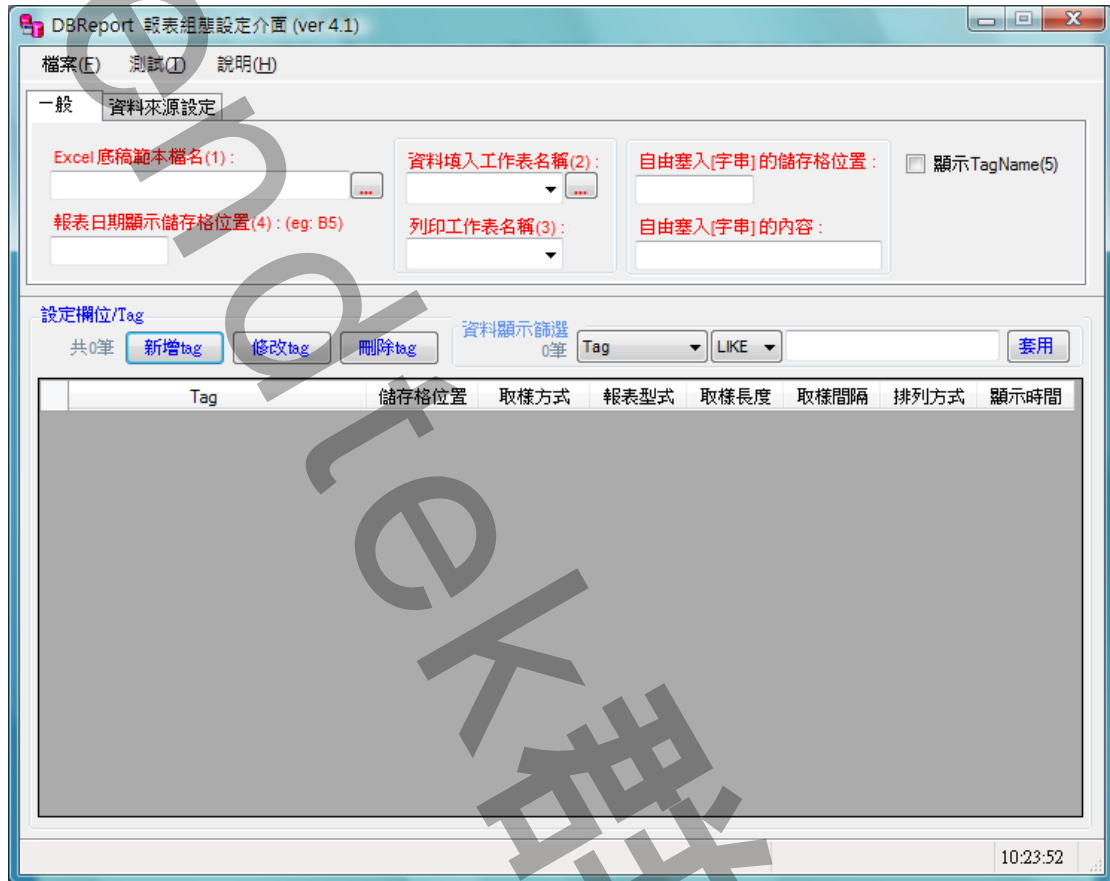 DBReport 報表組態設定介面 (ver 4.1)
檔案(F) 測試(T) 說明(H)
一般 資料來源設定
Excel 底稿範本檔名(1) :
...
報表日期顯示儲存格位置(4) : (eg: B5)
資料填入工作表名稱(2) :
...
列印工作表名稱(3) :
自由塞入[字串] 的儲存格位置 :
自由塞入[字串] 的內容 :
顯示TagName(5)
設定欄位/Tag
共0筆 新增tag 修改tag 刪除tag
資料顯示篩選
0筆 Tag LIKE 套用
Tag 儲存格位置 取樣方式 報表型式 取樣長度 取樣間隔 排列方式 顯示時間
10:23:52
endtek